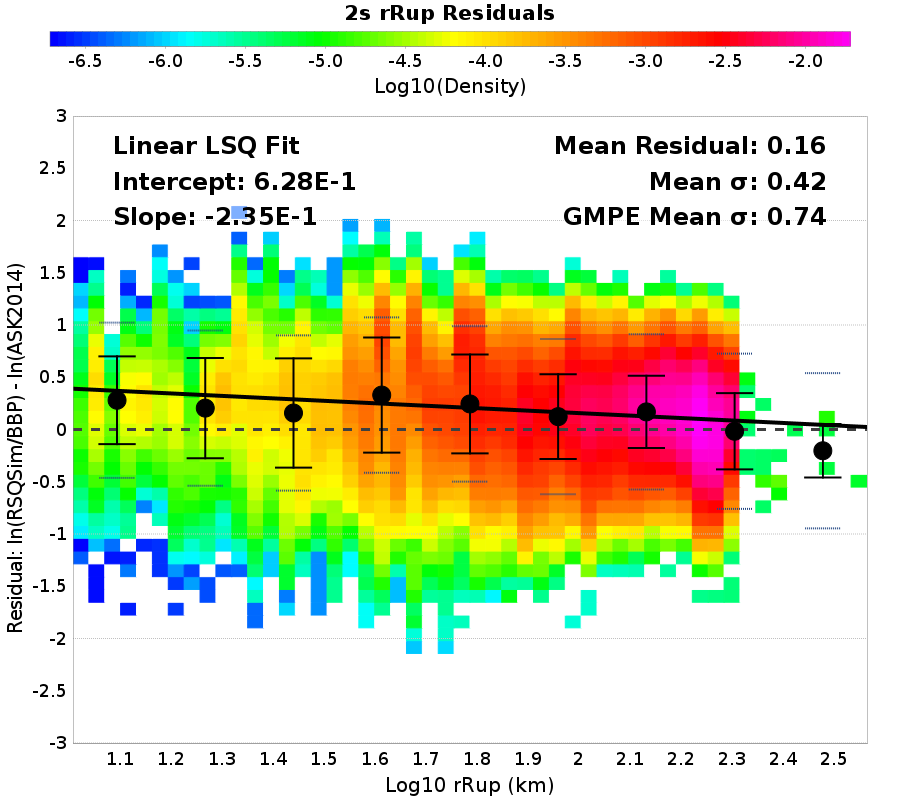 2s rRup Residuals
-6.5 -6.0 -5.5 -5.0 -4.5 -4.0 -3.5 -3.0 -2.5 -2.0
Log10(Density)
Linear LSQ Fit
Intercept: 6.28E-1
Slope: -2.35E-1
Mean Residual: 0.16
Mean σ: 0.42
GMPE Mean σ: 0.74
Residual: ln(RSQSim/BBP) - ln(ASK2014)
3
2.5
2
1.5
1
0.5
0
-0.5
-1
-1.5
-2
-2.5
-3
1.1 1.2 1.3 1.4 1.5 1.6 1.7 1.8 1.9 2 2.1 2.2 2.3 2.4 2.5
Log10 rRup (km)